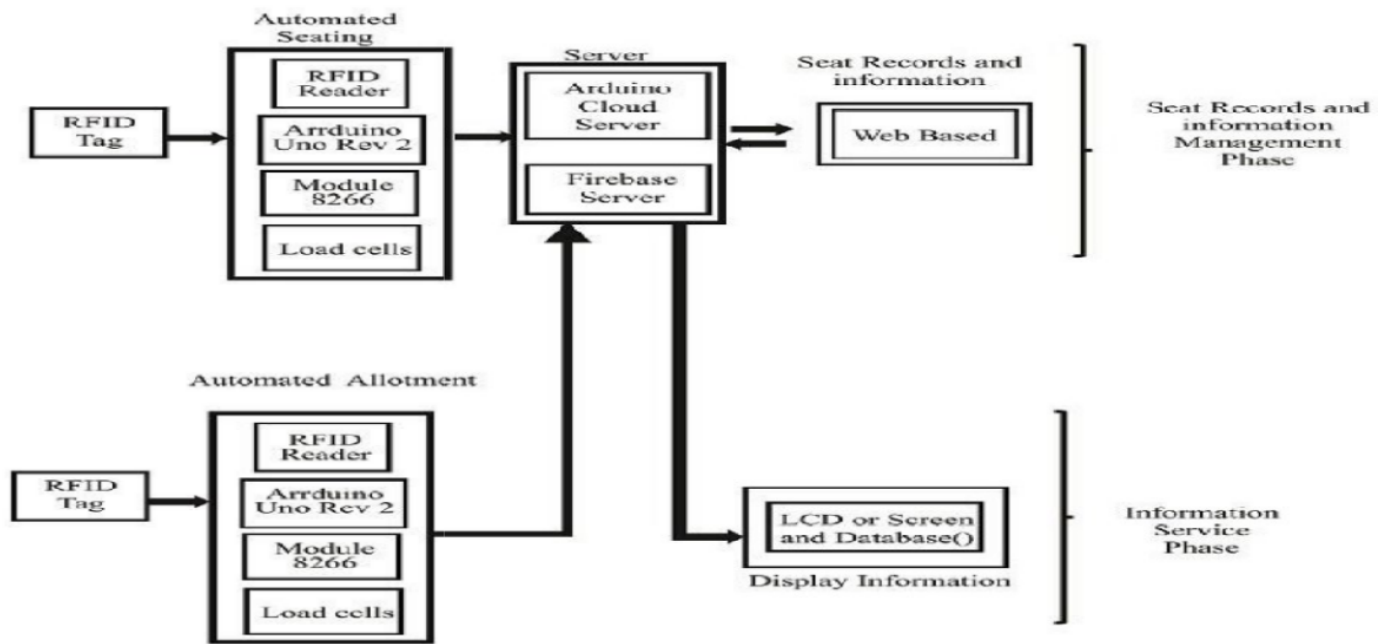 Automated
Seating
RFID
Reader
Arrduino
Uno Rev 2
Module
8266
Load cells
RFID
Tag
Server
Arduino
Cloud
Server
Firebase
Server
Seat Records and
information
Web Based
Seat Records and
information
Management
Phase
Automated Allotment
RFID
Reader
Arrduino
Uno Rev 2
Module
8266
Load cells
RFID
Tag
LCD or Screen
and Database()
Display Information
Information
Service
Phase